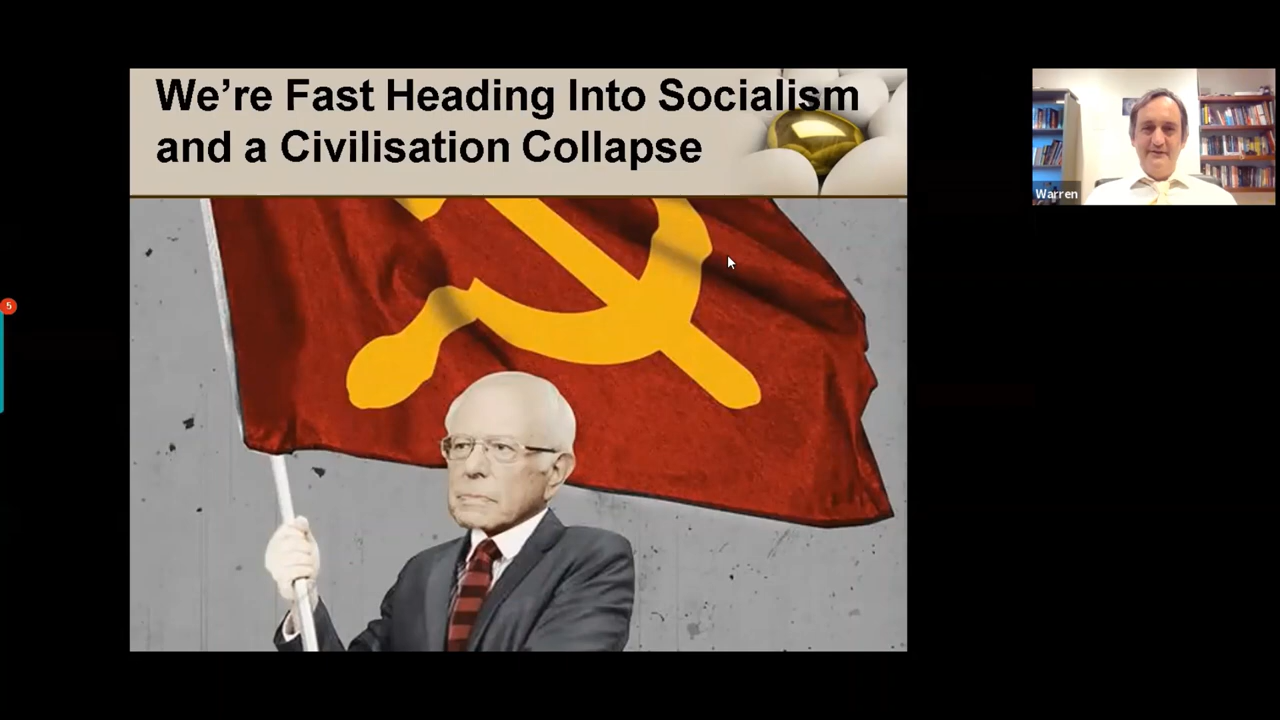 We're Fast Heading Into Socialism
and a Civilisation Collapse
Warren
5